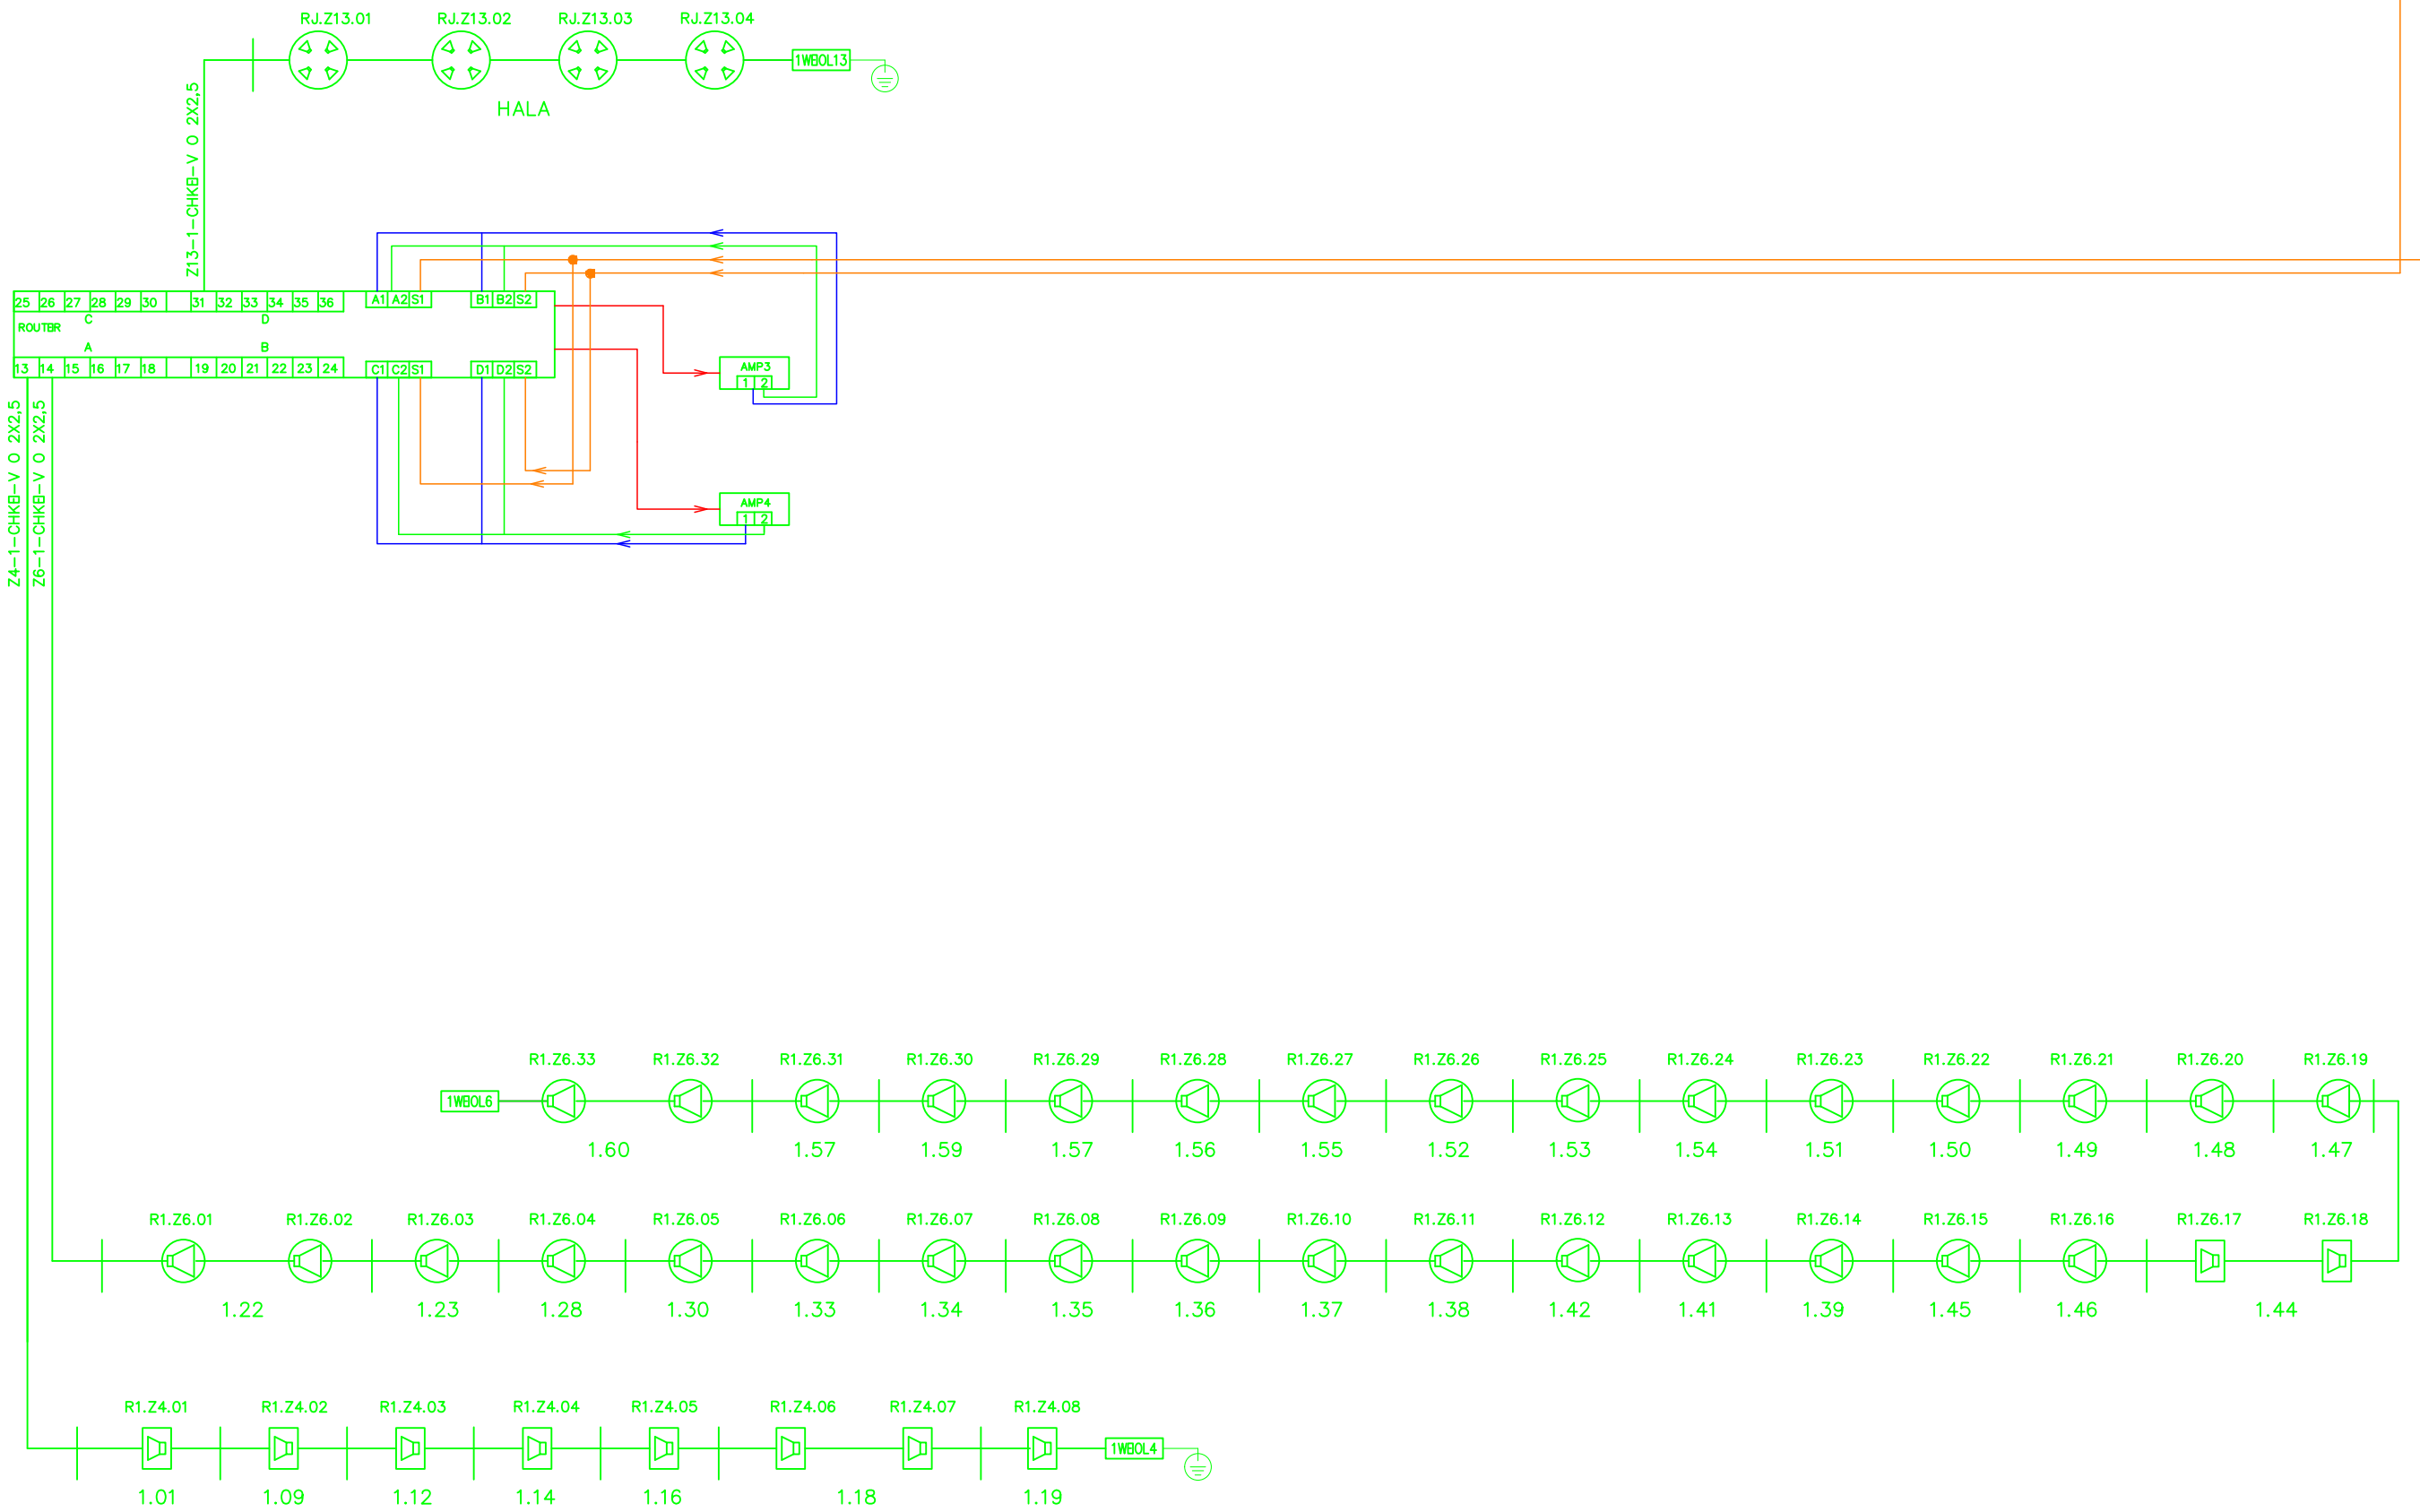 RJ.Z13.01 RJ.Z13.02 RJ.Z13.03 RJ.Z13.04
1WEOL13
HALA
Z13-1-1-CHKB-V O 2X2,5
25 26 27 28 29 30 31 32 33 34 35 36 A1 A2 S1 B1 B2 S2
C D
ROUTER
A B
13 14 15 16 17 18 19 20 21 22 23 24 C1 C2 S1 D1 D2 S2
AMP3
1 2
Z4-1-1-CHKB-V O 2X2,5
Z6-1-1-CHKB-V O 2X2,5
AMP4
1 2
R1.Z6.33 R1.Z6.32 R1.Z6.31 R1.Z6.30 R1.Z6.29 R1.Z6.28 R1.Z6.27 R1.Z6.26 R1.Z6.25 R1.Z6.24 R1.Z6.23 R1.Z6.22 R1.Z6.21 R1.Z6.20 R1.Z6.19
1WEOL6
1.60 1.57 1.59 1.57 1.56 1.55 1.52 1.53 1.54 1.51 1.50 1.49 1.48 1.47
R1.Z6.01 R1.Z6.02 R1.Z6.03 R1.Z6.04 R1.Z6.05 R1.Z6.06 R1.Z6.07 R1.Z6.08 R1.Z6.09 R1.Z6.10 R1.Z6.11 R1.Z6.12 R1.Z6.13 R1.Z6.14 R1.Z6.15 R1.Z6.16 R1.Z6.17 R1.Z6.18
1.22 1.23 1.28 1.30 1.33 1.34 1.35 1.36 1.37 1.38 1.42 1.41 1.39 1.45 1.46 1.44
R1.Z4.01 R1.Z4.02 R1.Z4.03 R1.Z4.04 R1.Z4.05 R1.Z4.06 R1.Z4.07 R1.Z4.08
1WEOL4
1.01 1.09 1.12 1.14 1.16 1.18 1.19